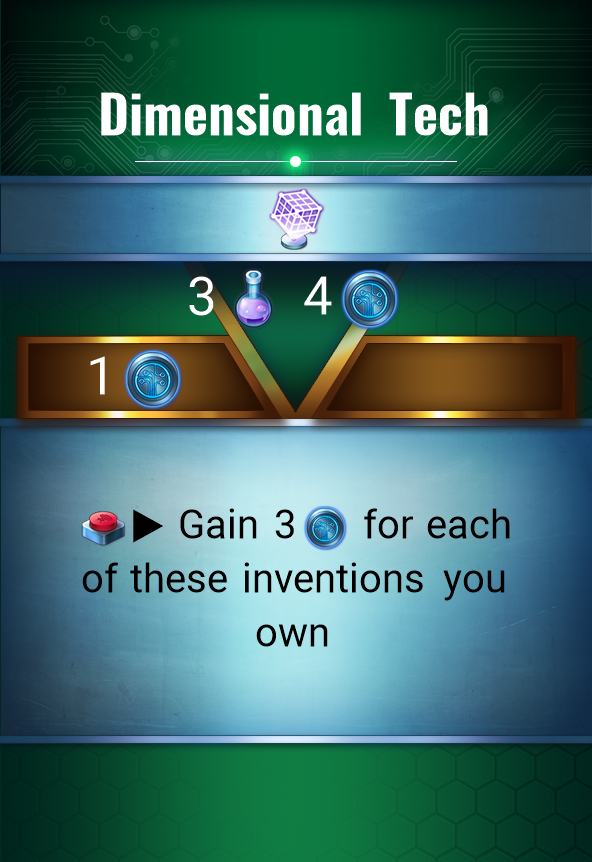 Dimensional Tech
3 4
1
▶ Gain 3 for each
of these inventions you
own